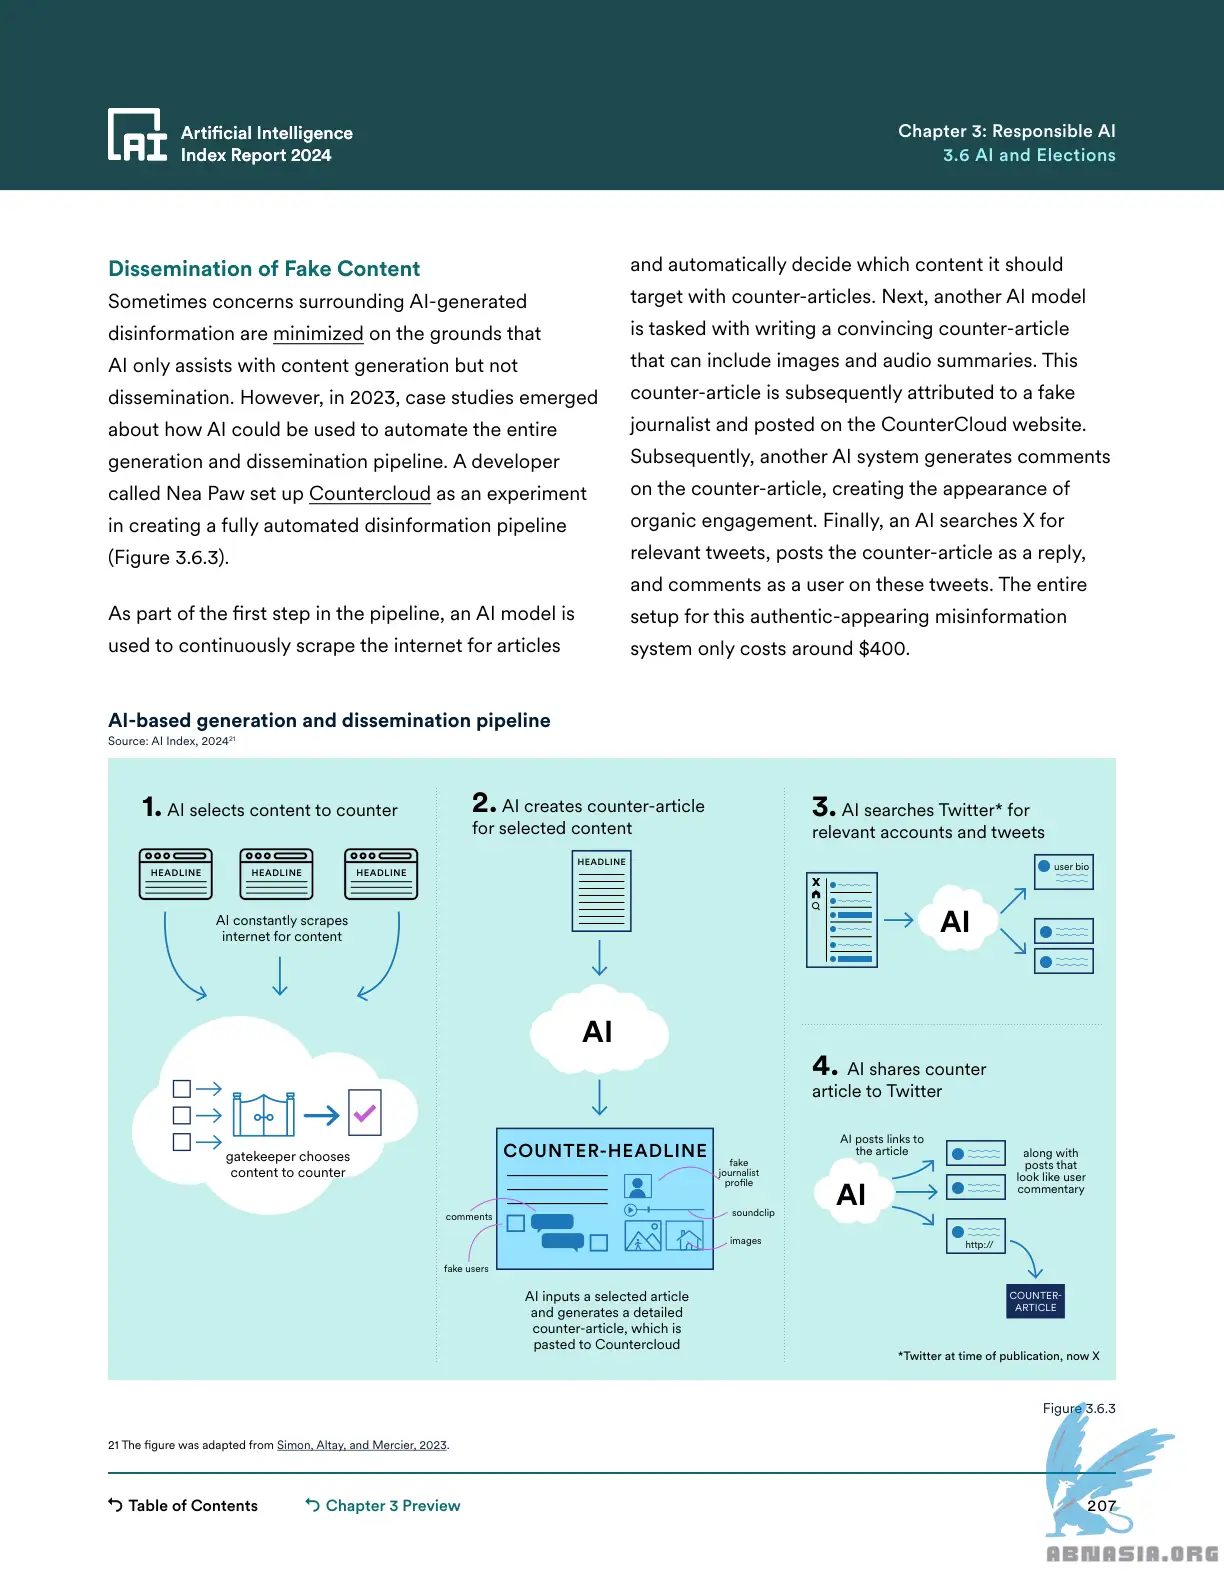 Artificial Intelligence
Index Report 2024
Chapter 3: Responsible AI
3.6 AI and Elections
Dissemination of Fake Content
Sometimes concerns surrounding AI-generated
disinformation are minimized on the grounds that
AI only assists with content generation but not
dissemination. However, in 2023, case studies emerged
about how AI could be used to automate the entire
generation and dissemination pipeline. A developer
called Nea Paw set up Countercloud as an experiment
in creating a fully automated disinformation pipeline
(Figure 3.6.3).
As part of the first step in the pipeline, an AI model is
used to continuously scrape the internet for articles
and automatically decide which content it should
target with counter-articles. Next, another AI model
is tasked with writing a convincing counter-article
that can include images and audio summaries. This
counter-article is subsequently attributed to a fake
journalist and posted on the CounterCloud website.
Subsequently, another AI system generates comments
on the counter-article, creating the appearance of
organic engagement. Finally, an AI searches X for
relevant tweets, posts the counter-article as a reply,
and comments as a user on these tweets. The entire
setup for this authentic-appearing misinformation
system only costs around $400.
AI-based generation and dissemination pipeline
Source: AI Index, 2024²¹
1. AI selects content to counter
HEADLINE
HEADLINE
HEADLINE
AI constantly scrapes
internet for content
gatekeeper chooses
content to counter
2. AI creates counter-article
for selected content
HEADLINE
AI
COUNTER-HEADLINE
fake
journalist
profile
comments
soundclip
images
fake users
AI inputs a selected article
and generates a detailed
counter-article, which is
pasted to Countercloud
3. AI searches Twitter* for
relevant accounts and tweets
X
AI
user bio
4. AI shares counter
article to Twitter
AI posts links to
the article
AI
along with
posts that
look like user
commentary
http://
COUNTER-
ARTICLE
*Twitter at time of publication, now X
Figure 3.6.3
21 The figure was adapted from Simon, Altay, and Mercier, 2023.
Table of Contents
Chapter 3 Preview
207
ABNASIA.ORG